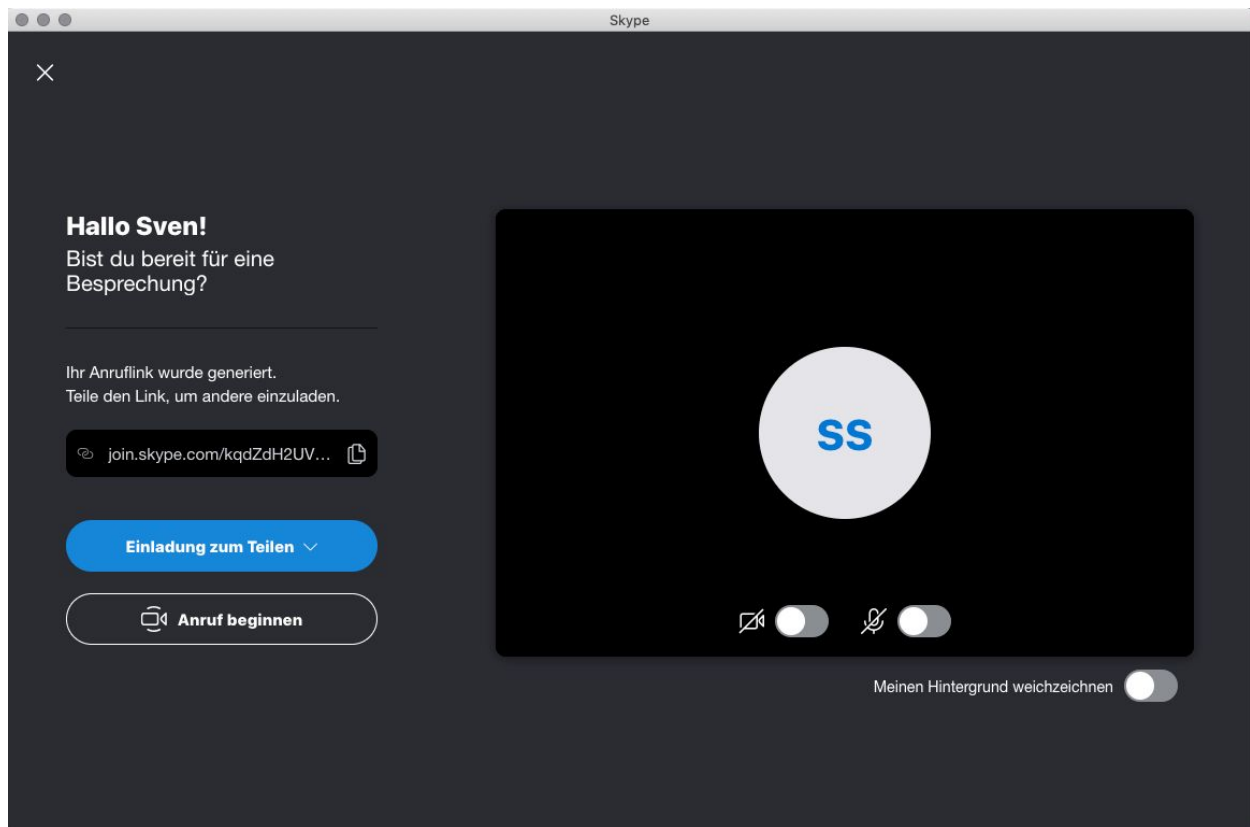 Skype
Hallo Sven!
Bist du bereit für eine
Besprechung?
Ihr Anruflink wurde generiert.
Teile den Link, um andere einzuladen.
join.skype.com/kqdZdH2UV...
Einladung zum Teilen
Anruf beginnen
SS
Meinen Hintergrund weichzeichnen